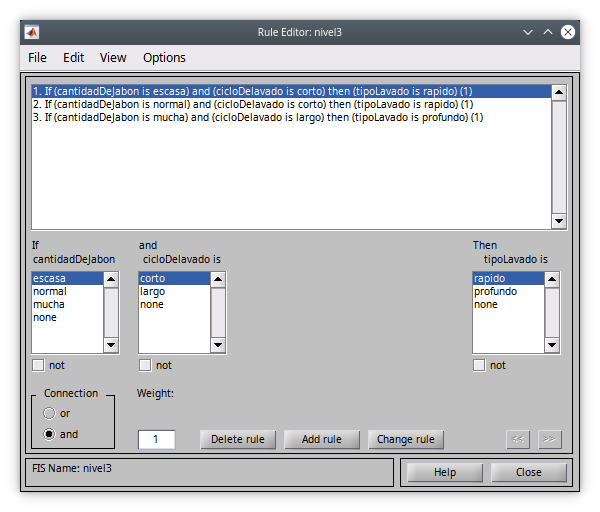 Rule Editor: nivel3
File Edit View Options
1. If (cantidadDeJabon is escasa) and (cicloDelavado is corto) then (tipoLavado is rapido) (1)
2. If (cantidadDeJabon is normal) and (cicloDelavado is corto) then (tipoLavado is rapido) (1)
3. If (cantidadDeJabon is mucha) and (cicloDelavado is largo) then (tipoLavado is profundo) (1)
If
cantidadDeJabon
escasa
normal
mucha
none
not
and
cicloDelavado is
corto
largo
none
not
Then
tipoLavado is
rapido
profundo
none
not
Connection
or
and
Weight:
1
Delete rule
Add rule
Change rule
<<
>>
FIS Name: nivel3
Help
Close